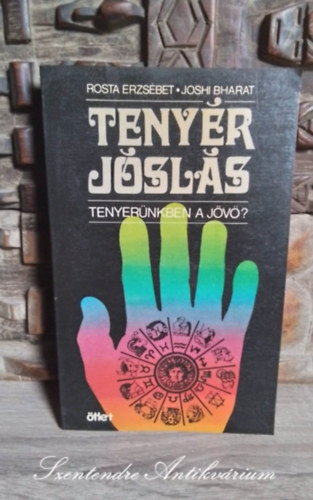 ROSTA ERZSÉBET • JOSHI BHARAT
TENYÉR
JÓSLÁS
TENYERÜNKBEN A JÖVŐ?
ötlet
Szentendre Antikvárium